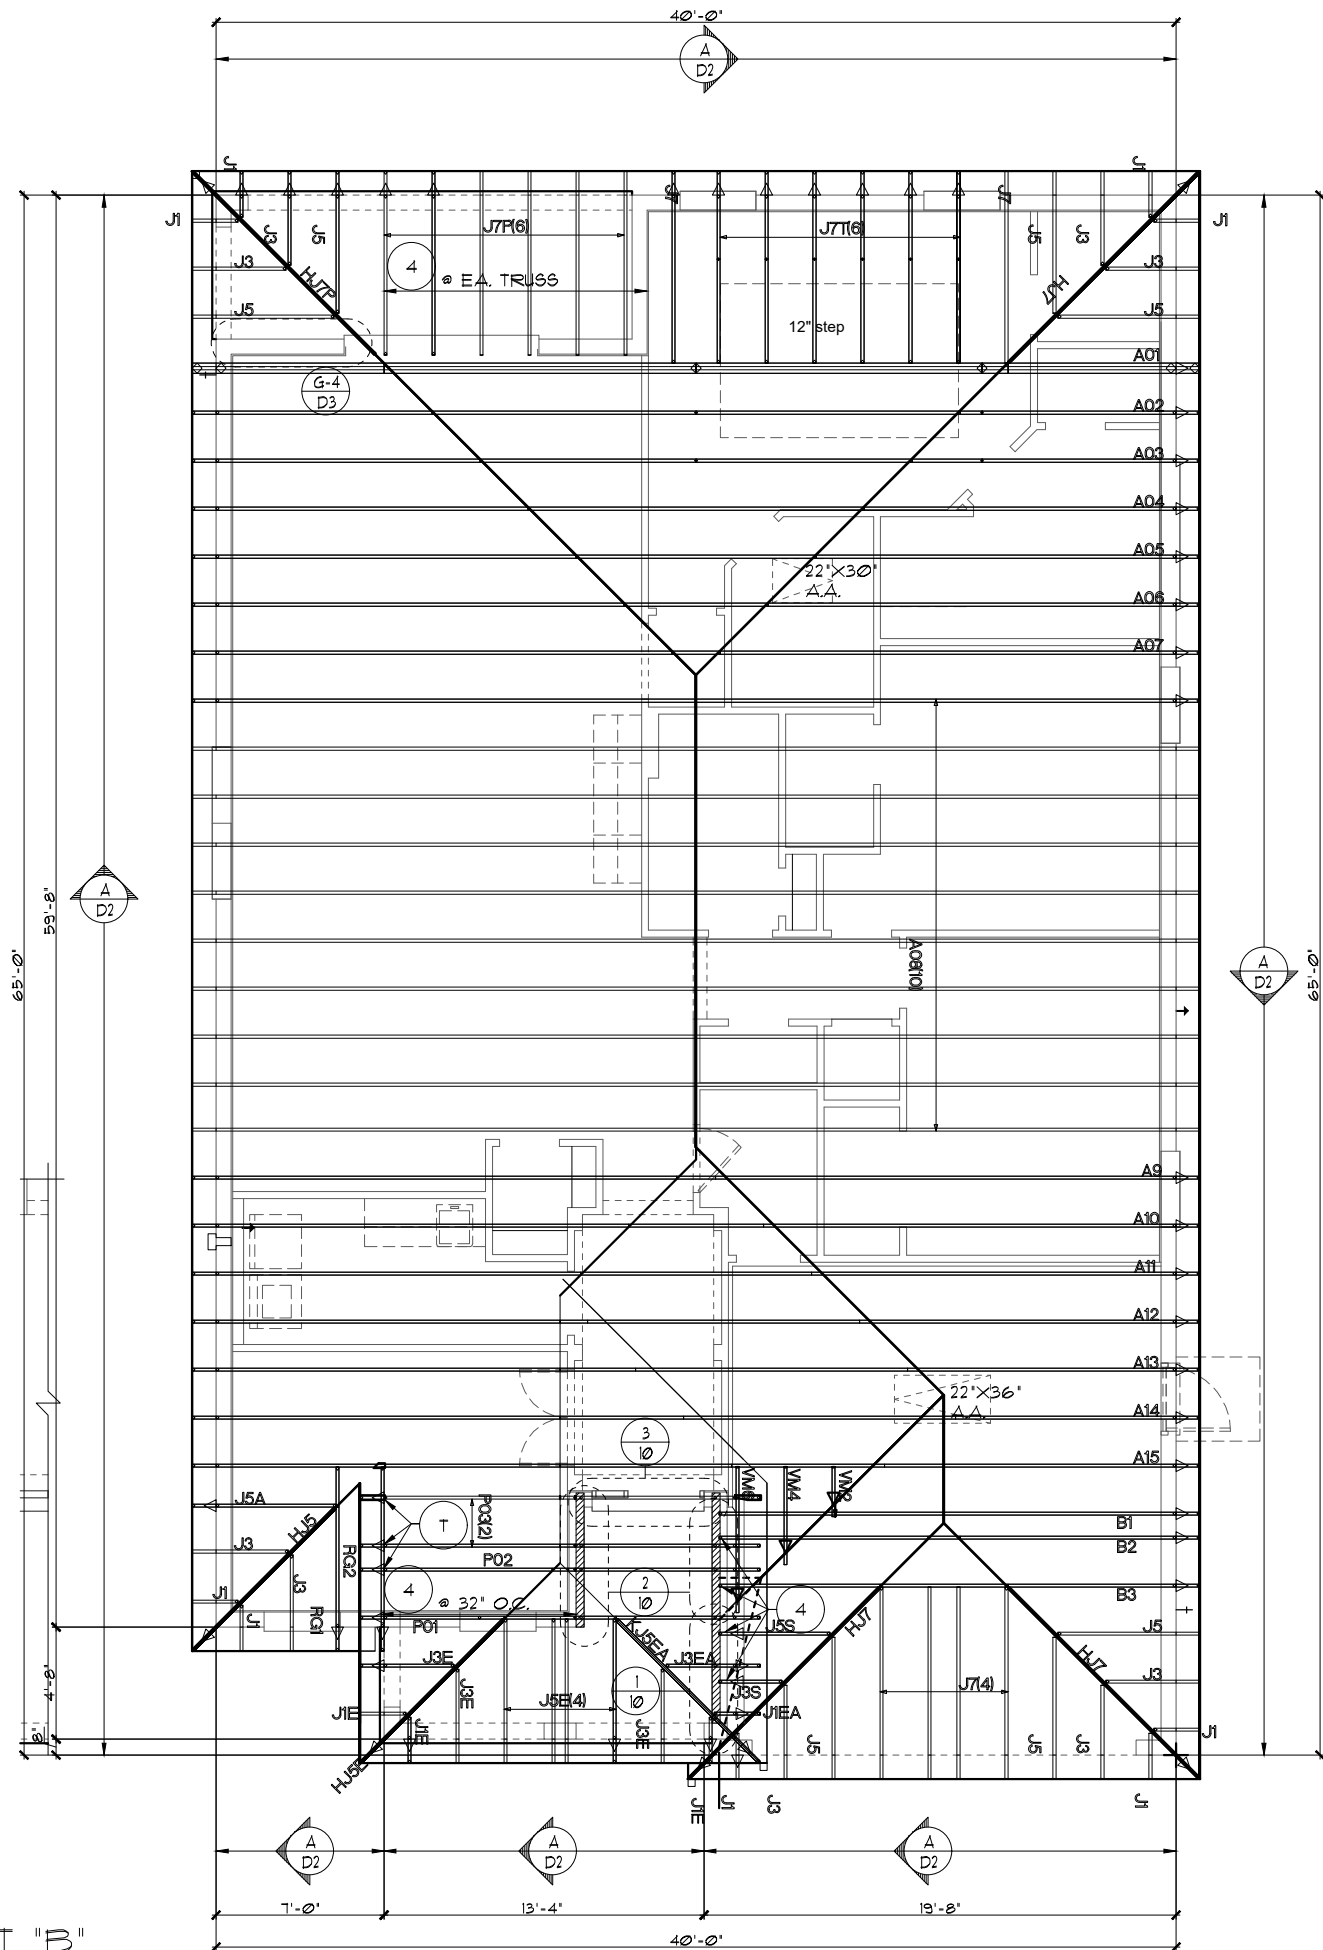 40'-0"
A
D2
J1
J1
J7
J7
J1
J1
J3
J5
J7P(6)
J7T(6)
J5
J3
J3
J3
4
@ EA. TRUSS
HJ7P
HJ7
J5
J5
12" step
A01
G-4
D3
A02
A03
A04
A05
22"X30"
A.A.
A06
A07
59'-8"
65'-0"
A
D2
A08(10)
A
D2
65'-0"
A9
A10
A11
A12
A13
22"X36"
A.A.
A14
3
10
A15
VM6
VM4
VM2
J5A
P03(2)
T
B1
HJ5
B2
J3
RG2
P02
J3
4
@ 32" O.C.
2
10
B3
4
J1
J1
RG1
P01
KJ5EA
J5S
HJ7
HJ7
J5
J3E
J3E
J3EA
1
10
J3S
J3
4'-8"
J5E(4)
J7(4)
J1E
J1E
J3E
J1EA
J5
J5
J3
J1
8"
HJ5E
J1E
J1
J3
J1
A
D2
A
D2
A
D2
7'-0"
13'-4"
19'-8"
"B"
40'-0"